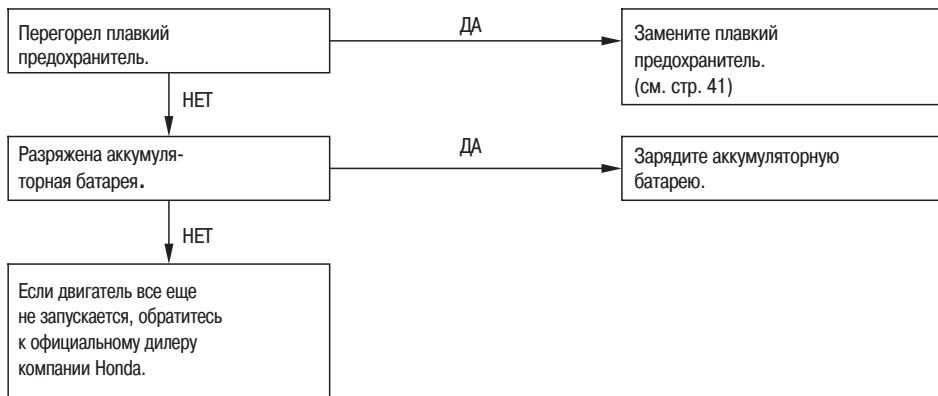 Перегорел плавкий
предохранитель.
ДА
Замените плавкий
предохранитель.
(см. стр. 41)
НЕТ
Разряжена аккумуля-
торная батарея.
ДА
Зарядите аккумуляторную
батарею.
НЕТ
Если двигатель все еще
не запускается, обратитесь
к официальному дилеру
компании Honda.